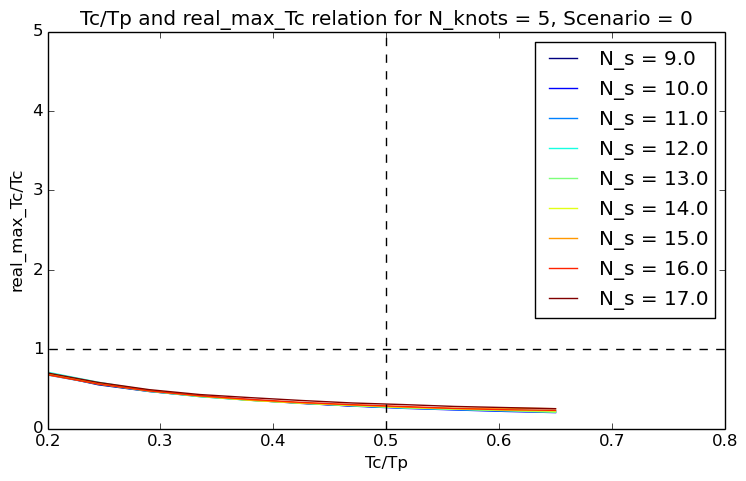 Tc/Tp and real_max_Tc relation for N_knots = 5, Scenario = 0
5
4
3
2
1
0
real_max_Tc/Tc
N_s = 9.0
N_s = 10.0
N_s = 11.0
N_s = 12.0
N_s = 13.0
N_s = 14.0
N_s = 15.0
N_s = 16.0
N_s = 17.0
0.2 0.3 0.4 0.5 0.6 0.7 0.8
Tc/Tp